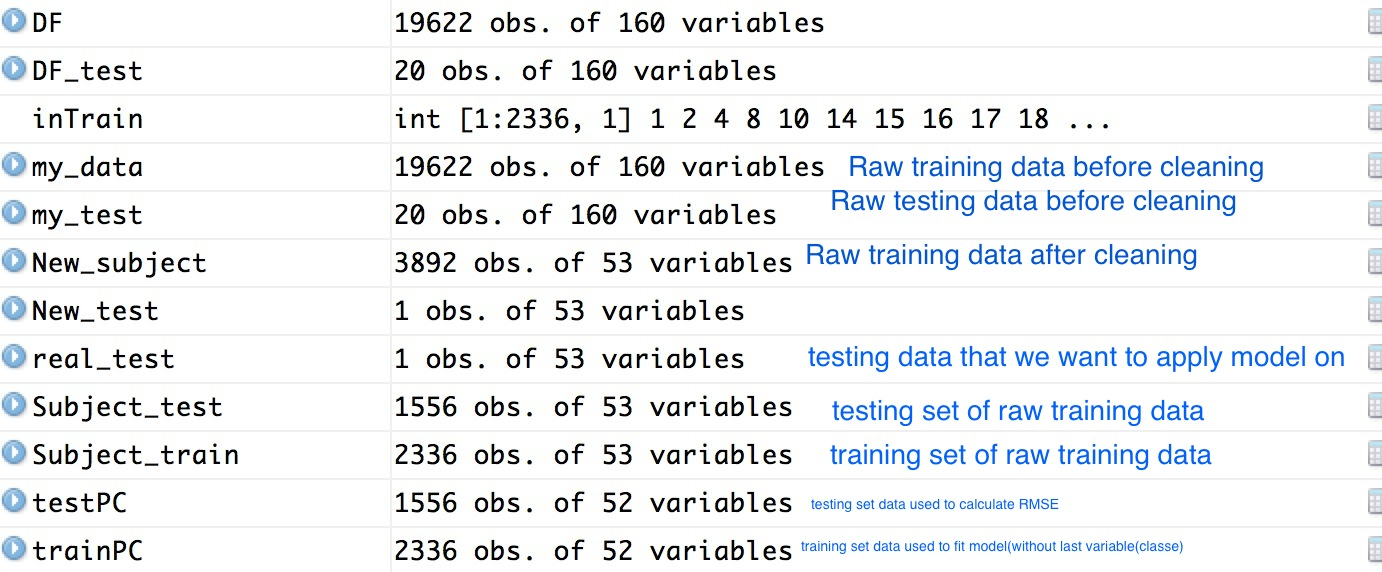 DF 19622 obs. of 160 variables
DF_test 20 obs. of 160 variables
inTrain int [1:2336, 1] 1 2 4 8 10 14 15 16 17 18 ...
my_data 19622 obs. of 160 variables Raw training data before cleaning
my_test 20 obs. of 160 variables Raw testing data before cleaning
New_subject 3892 obs. of 53 variables Raw training data after cleaning
New_test 1 obs. of 53 variables
real_test 1 obs. of 53 variables testing data that we want to apply model on
Subject_test 1556 obs. of 53 variables testing set of raw training data
Subject_train 2336 obs. of 53 variables training set of raw training data
testPC 1556 obs. of 52 variables testing set data used to calculate RMSE
trainPC 2336 obs. of 52 variables training set data used to fit model(without last variable(classe)